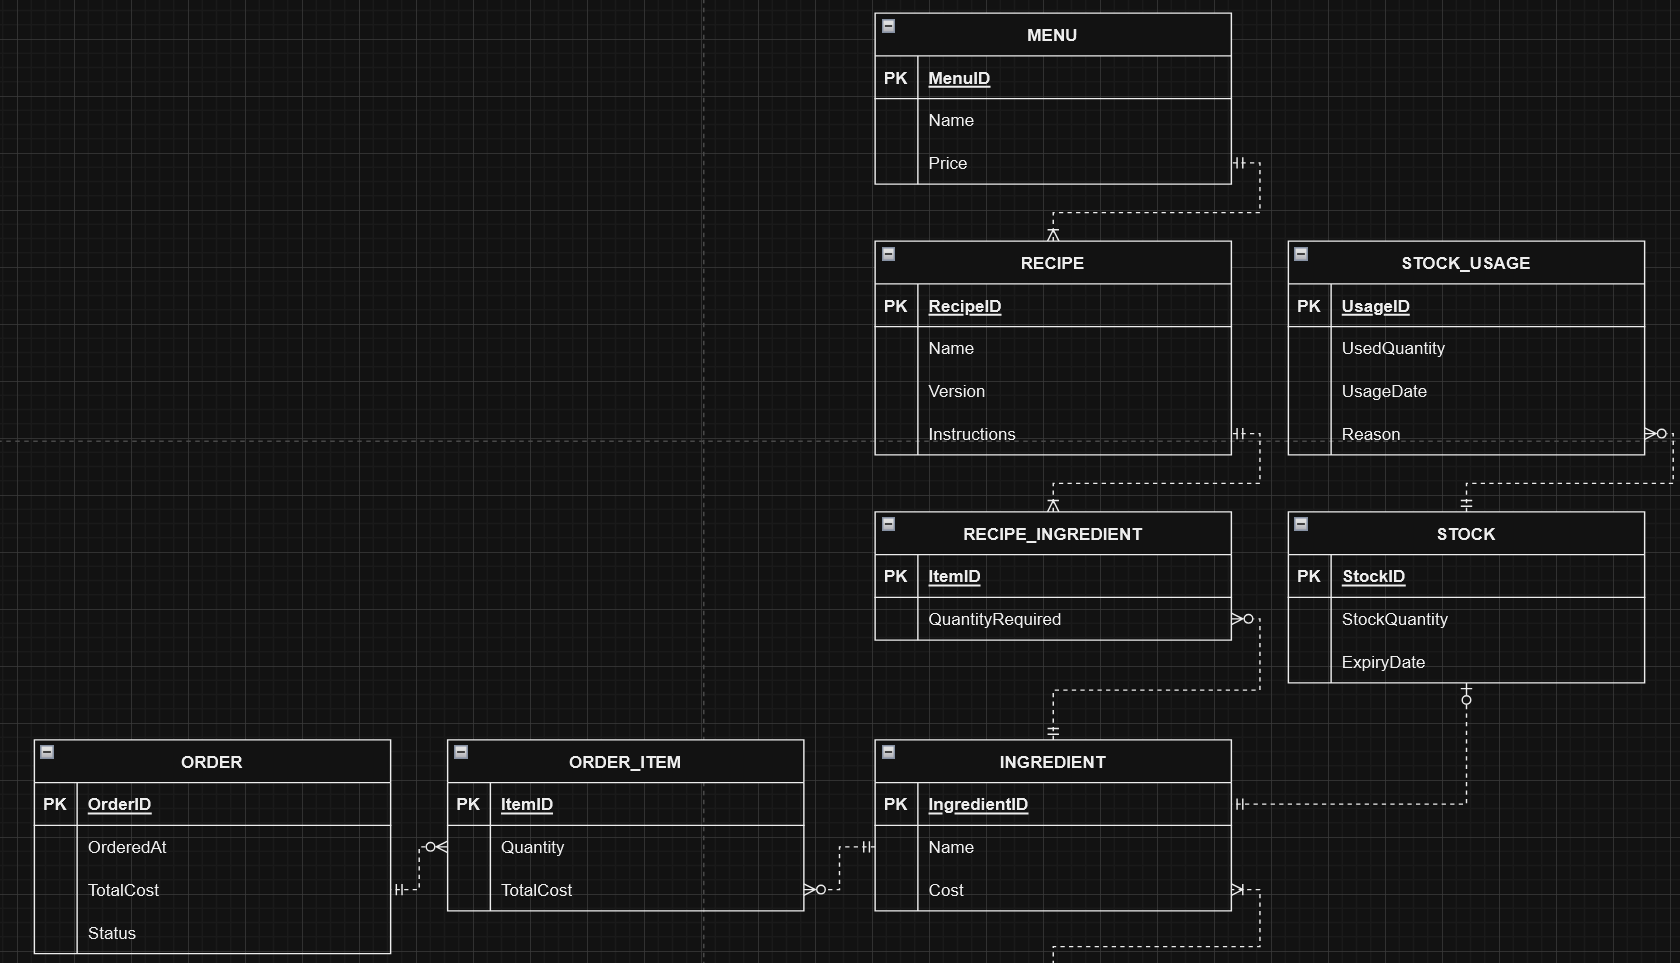 MENU
PK MenuID
Name
Price
RECIPE
PK RecipeID
Name
Version
Instructions
STOCK_USAGE
PK UsageID
UsedQuantity
UsageDate
Reason
RECIPE_INGREDIENT
PK ItemID
QuantityRequired
STOCK
PK StockID
StockQuantity
ExpiryDate
ORDER
PK OrderID
OrderedAt
TotalCost
Status
ORDER_ITEM
PK ItemID
Quantity
TotalCost
INGREDIENT
PK IngredientID
Name
Cost